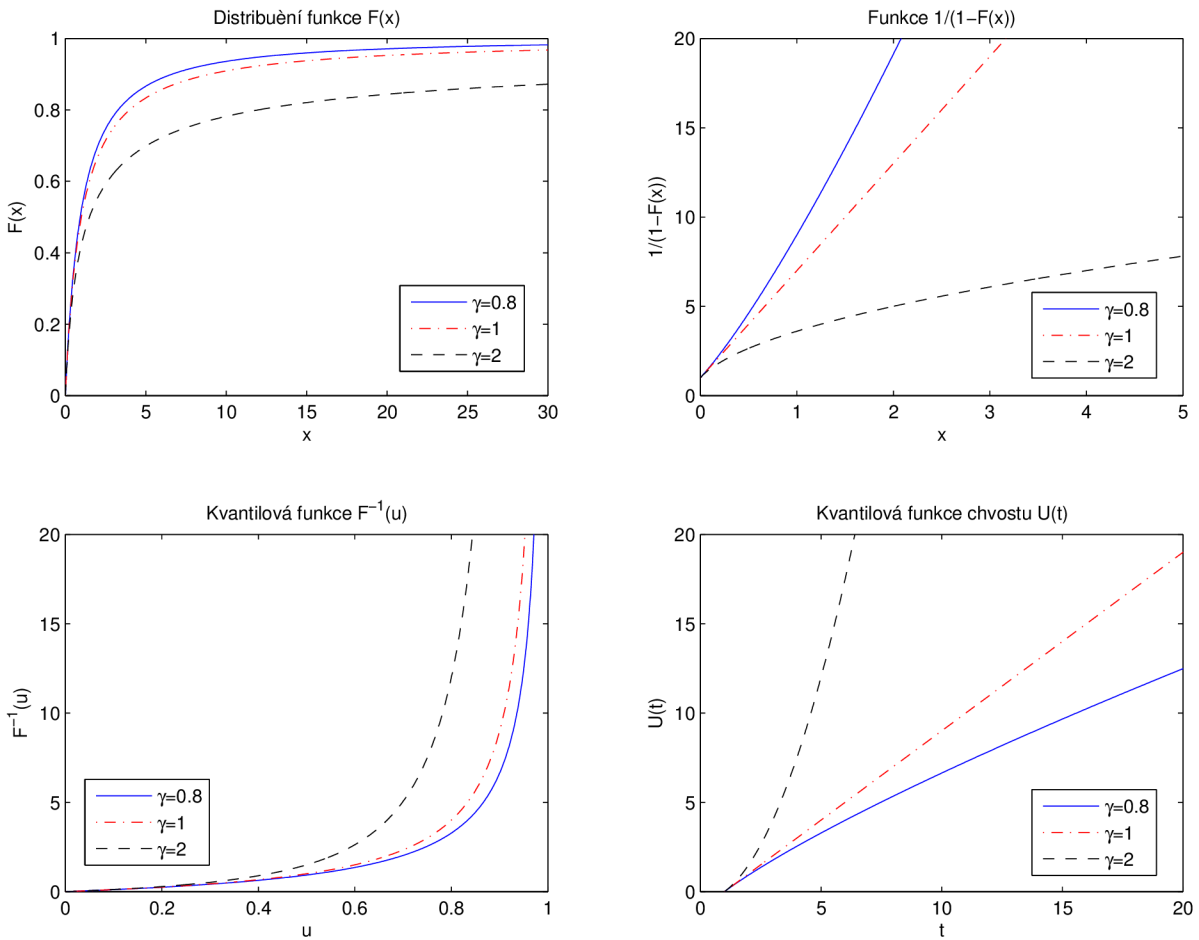 Distribuèní funkce F(x)
1
0.8
0.6
0.4
0.2
0
F(x)
0 5 10 15 20 25 30
x
γ=0.8
γ=1
γ=2
Funkce 1/(1−F(x))
20
15
10
5
0
1/(1−F(x))
0 1 2 3 4 5
x
γ=0.8
γ=1
γ=2
Kvantilová funkce F⁻¹(u)
20
15
10
5
0
F⁻¹(u)
0 0.2 0.4 0.6 0.8 1
u
γ=0.8
γ=1
γ=2
Kvantilová funkce chvostu U(t)
20
15
10
5
0
U(t)
0 5 10 15 20
t
γ=0.8
γ=1
γ=2